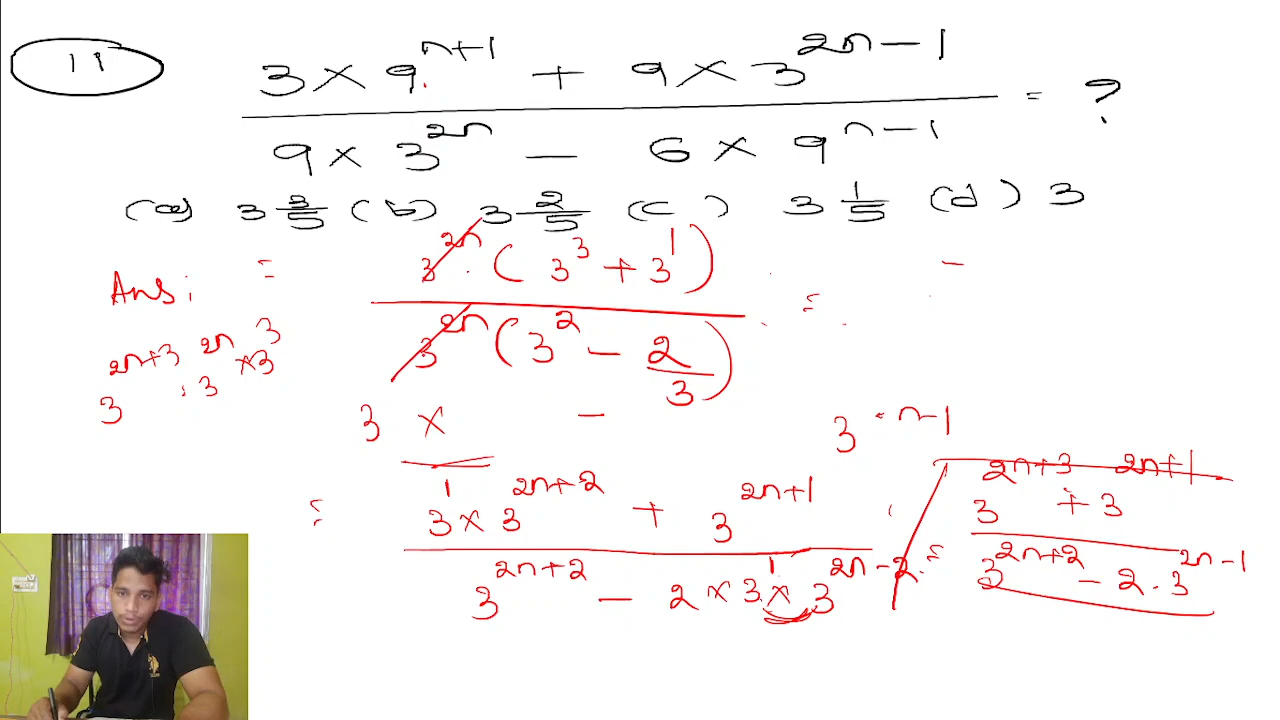 11
3 × 9^{n+1} + 9 × 3^{2n-1}
9 × 3^{2n} - 6 × 9^{n-1}
= ?
(a) 3 3/5 (b) 3 2/5 (c) 3 1/5 (d) 3
Ans: = 3^{2n} · (3^3 + 3^1)
3^{2n} (3^2 - 2/3)
=
3^{2n+3} = 3^{2n} × 3^3
3 × -
3^{n-1}
= 3^1 × 3^{2n+2} + 3^{2n+1}
3^{2n+2} - 2 × 3^1 × 3^{2n-2}
= 3^{2n+3} + 3^{2n+1}
3^{2n+2} - 2 · 3^{2n-1}